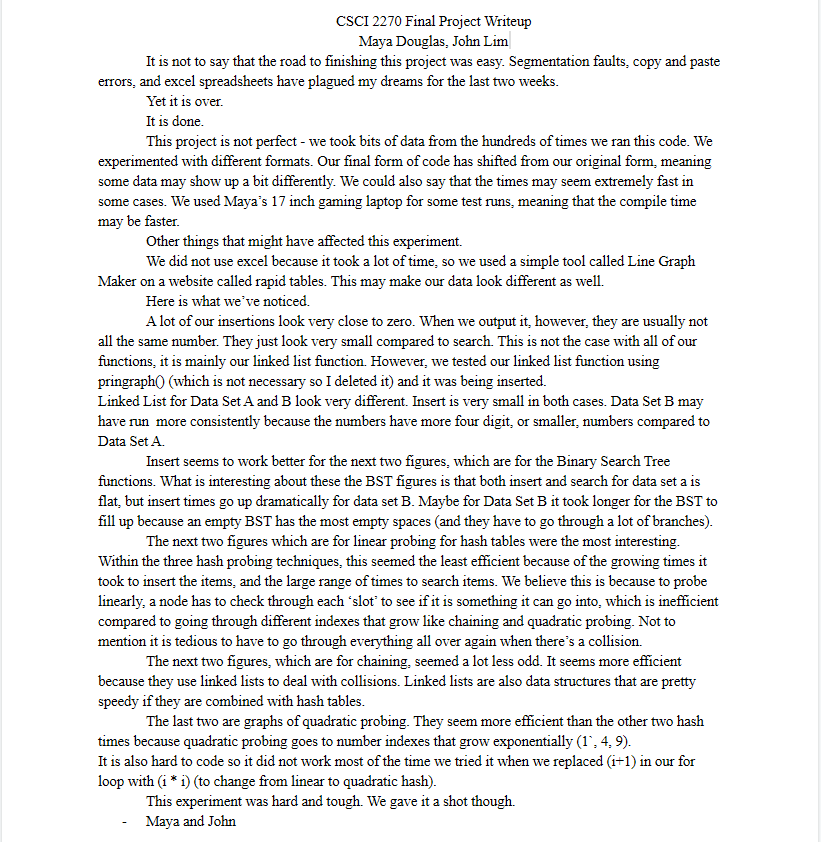 CSCI 2270 Final Project Writeup
Maya Douglas, John Lim
It is not to say that the road to finishing this project was easy. Segmentation faults, copy and paste
errors, and excel spreadsheets have plagued my dreams for the last two weeks.
Yet it is over.
It is done.
This project is not perfect - we took bits of data from the hundreds of times we ran this code. We
experimented with different formats. Our final form of code has shifted from our original form, meaning
some data may show up a bit differently. We could also say that the times may seem extremely fast in
some cases. We used Maya’s 17 inch gaming laptop for some test runs, meaning that the compile time
may be faster.
Other things that might have affected this experiment.
We did not use excel because it took a lot of time, so we used a simple tool called Line Graph
Maker on a website called rapid tables. This may make our data look different as well.
Here is what we’ve noticed.
A lot of our insertions look very close to zero. When we output it, however, they are usually not
all the same number. They just look very small compared to search. This is not the case with all of our
functions, it is mainly our linked list function. However, we tested our linked list function using
pringraph() (which is not necessary so I deleted it) and it was being inserted.
Linked List for Data Set A and B look very different. Insert is very small in both cases. Data Set B may
have run  more consistently because the numbers have more four digit, or smaller, numbers compared to
Data Set A.
Insert seems to work better for the next two figures, which are for the Binary Search Tree
functions. What is interesting about these the BST figures is that both insert and search for data set a is
flat, but insert times go up dramatically for data set B. Maybe for Data Set B it took longer for the BST to
fill up because an empty BST has the most empty spaces (and they have to go through a lot of branches).
The next two figures which are for linear probing for hash tables were the most interesting.
Within the three hash probing techniques, this seemed the least efficient because of the growing times it
took to insert the items, and the large range of times to search items. We believe this is because to probe
linearly, a node has to check through each ‘slot’ to see if it is something it can go into, which is inefficient
compared to going through different indexes that grow like chaining and quadratic probing. Not to
mention it is tedious to have to go through everything all over again when there’s a collision.
The next two figures, which are for chaining, seemed a lot less odd. It seems more efficient
because they use linked lists to deal with collisions. Linked lists are also data structures that are pretty
speedy if they are combined with hash tables.
The last two are graphs of quadratic probing. They seem more efficient than the other two hash
times because quadratic probing goes to number indexes that grow exponentially (1`, 4, 9).
It is also hard to code so it did not work most of the time we tried it when we replaced (i+1) in our for
loop with (i * i) (to change from linear to quadratic hash).
This experiment was hard and tough. We gave it a shot though.
- Maya and John